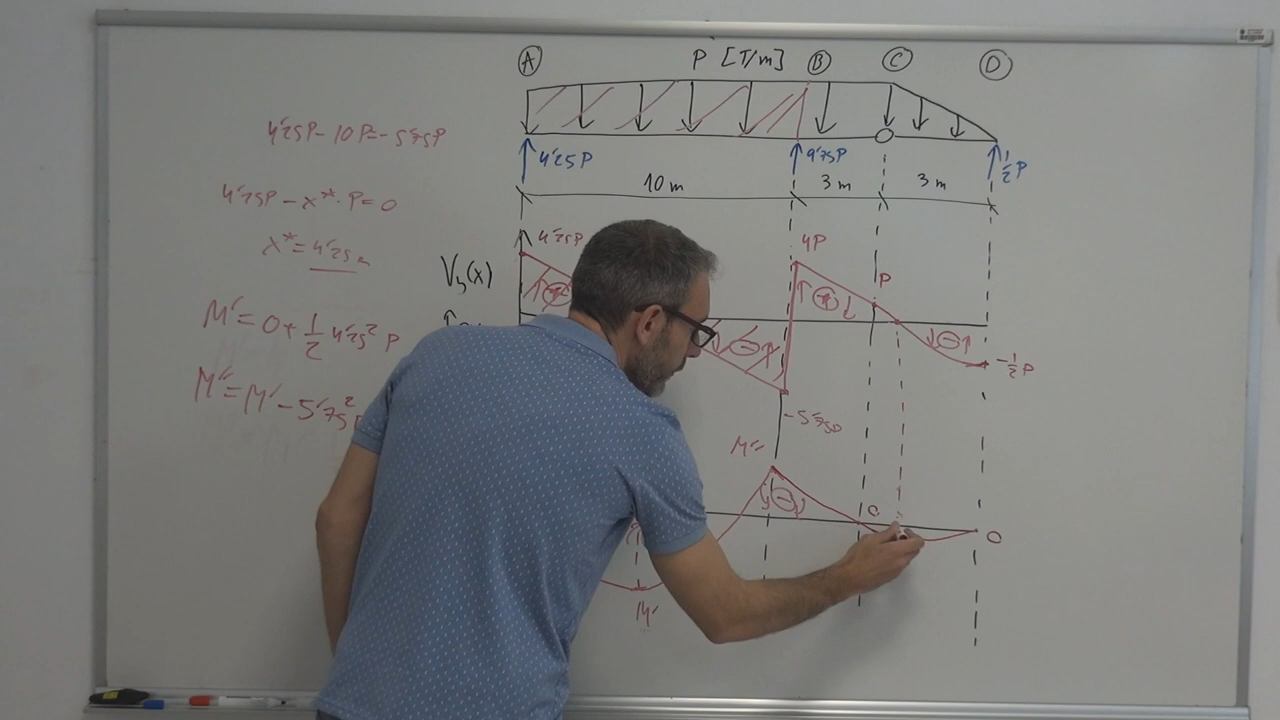 A P [T/m] B C D
4'25P - 10P = -5'75P
4'25P 9'75P 1/2 P
10 m 3 m 3 m
4'25P - x* · P = 0
x* = 4'25
4'25P 4P
Vz(x) P
M' = 0 + 1/2 4'25² P
-1/2 P
M'' = M' - 5'75²
-5'75P
M''
0
0
M'